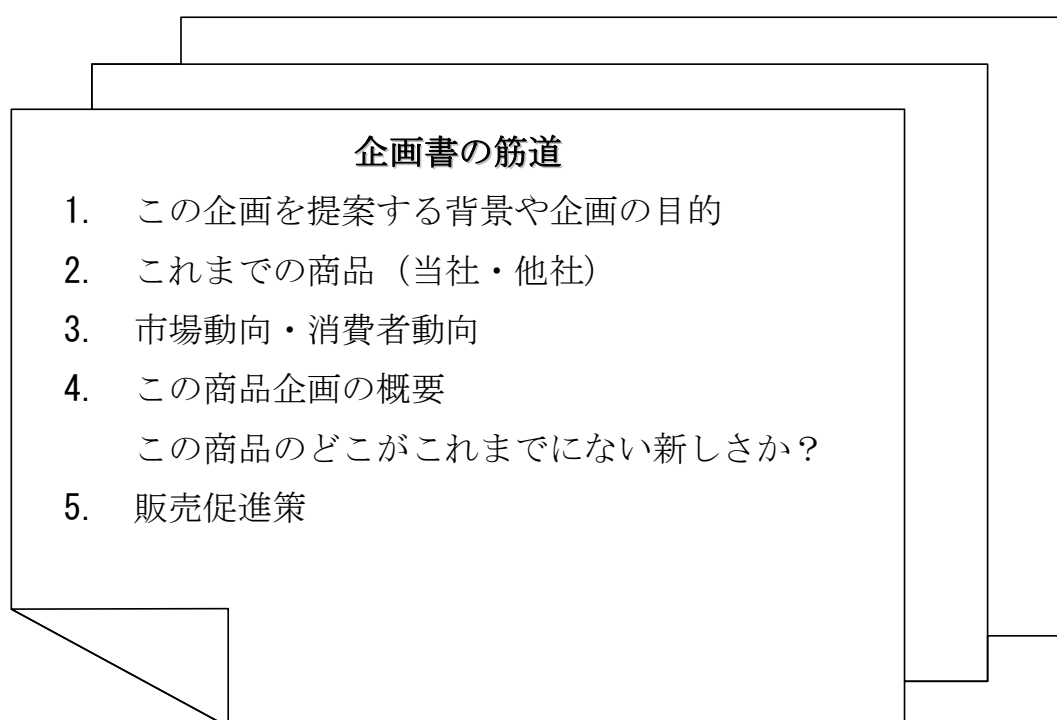 企画書の筋道
1. この企画を提案する背景や企画の目的
2. これまでの商品（当社・他社）
3. 市場動向・消費者動向
4. この商品企画の概要
この商品のどこがこれまでにない新しさか？
5. 販売促進策